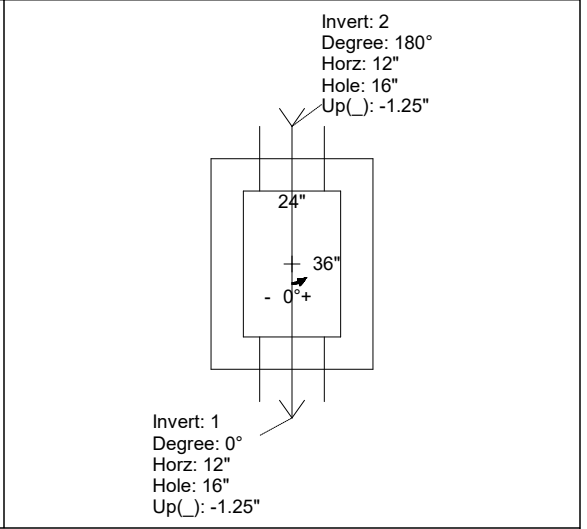 Invert: 2
Degree: 180°
Horz: 12"
Hole: 16"
Up(_): -1.25"
24"
36"
- 0°+
Invert: 1
Degree: 0°
Horz: 12"
Hole: 16"
Up(_): -1.25"